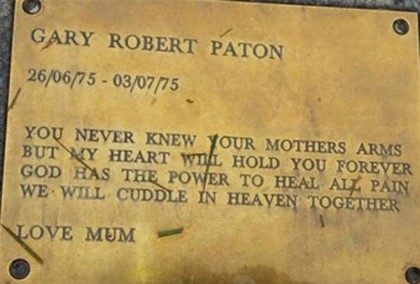 GARY ROBERT PATON
26/06/75 - 03/07/75
YOU NEVER KNEW YOUR MOTHERS ARMS
BUT MY HEART WILL HOLD YOU FOREVER
GOD HAS THE POWER TO HEAL ALL PAIN
WE WILL CUDDLE IN HEAVEN TOGETHER
LOVE MUM